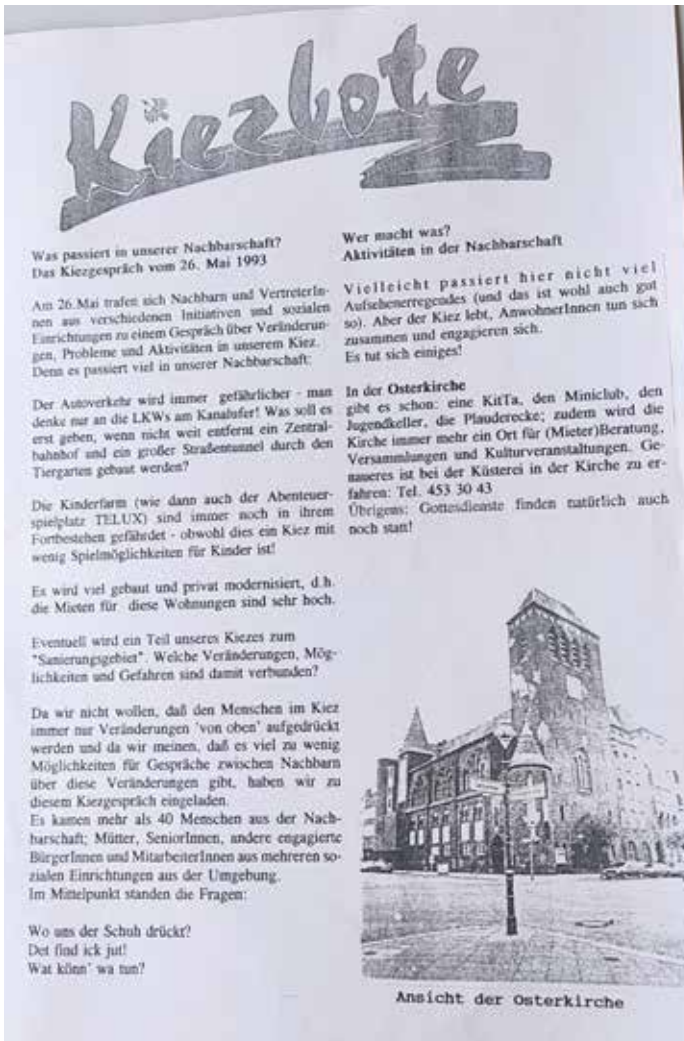 Kiezbote
Was passiert in unserer Nachbarschaft?
Das Kiezgespräch vom 26. Mai 1993
Am 26.Mai trafen sich Nachbarn und VertreterIn-
nen aus verschiedenen Initiativen und sozialen
Einrichtungen zu einem Gespräch über Veränderun-
gen, Probleme und Aktivitäten in unserem Kiez.
Denn es passiert viel in unserer Nachbarschaft:
Der Autoverkehr wird immer gefährlicher - man
denke nur an die LKWs am Kanalufer! Was soll es
erst geben, wenn nicht weit entfernt ein Zentral-
bahnhof und ein großer Straßentunnel durch den
Tiergarten gebaut werden?
Die Kinderfarm (wie dann auch der Abenteuer-
spielplatz TELUX) sind immer noch in ihrem
Fortbestehen gefährdet - obwohl dies ein Kiez mit
wenig Spielmöglichkeiten für Kinder ist!
Es wird viel gebaut und privat modernisiert, d.h.
die Mieten für diese Wohnungen sind sehr hoch.
Eventuell wird ein Teil unseres Kiezes zum
"Sanierungsgebiet". Welche Veränderungen, Mög-
lichkeiten und Gefahren sind damit verbunden?
Da wir nicht wollen, daß den Menschen im Kiez
immer nur Veränderungen 'von oben' aufgedrückt
werden und da wir meinen, daß es viel zu wenig
Möglichkeiten für Gespräche zwischen Nachbarn
über diese Veränderungen gibt, haben wir zu
diesem Kiezgespräch eingeladen.
Es kamen mehr als 40 Menschen aus der Nach-
barschaft; Mütter, SeniorInnen, andere engagierte
BürgerInnen und MitarbeiterInnen aus mehreren so-
zialen Einrichtungen aus der Umgebung.
Im Mittelpunkt standen die Fragen:
Wo uns der Schuh drückt?
Det find ick jut!
Wat könn' wa tun?
Wer macht was?
Aktivitäten in der Nachbarschaft
Vielleicht passiert hier nicht viel
Aufsehenerregendes (und das ist wohl auch gut
so). Aber der Kiez lebt, AnwohnerInnen tun sich
zusammen und engagieren sich.
Es tut sich einiges!
In der Osterkirche
gibt es schon: eine KitTa, den Miniclub, den
Jugendkeller, die Plauderecke; zudem wird die
Kirche immer mehr ein Ort für (Mieter)Beratung,
Versammlungen und Kulturveranstaltungen. Ge-
naueres ist bei der Küsterei in der Kirche zu er-
fahren: Tel. 453 30 43
Übrigens: Gottesdienste finden natürlich auch
noch statt!
Ansicht der Osterkirche